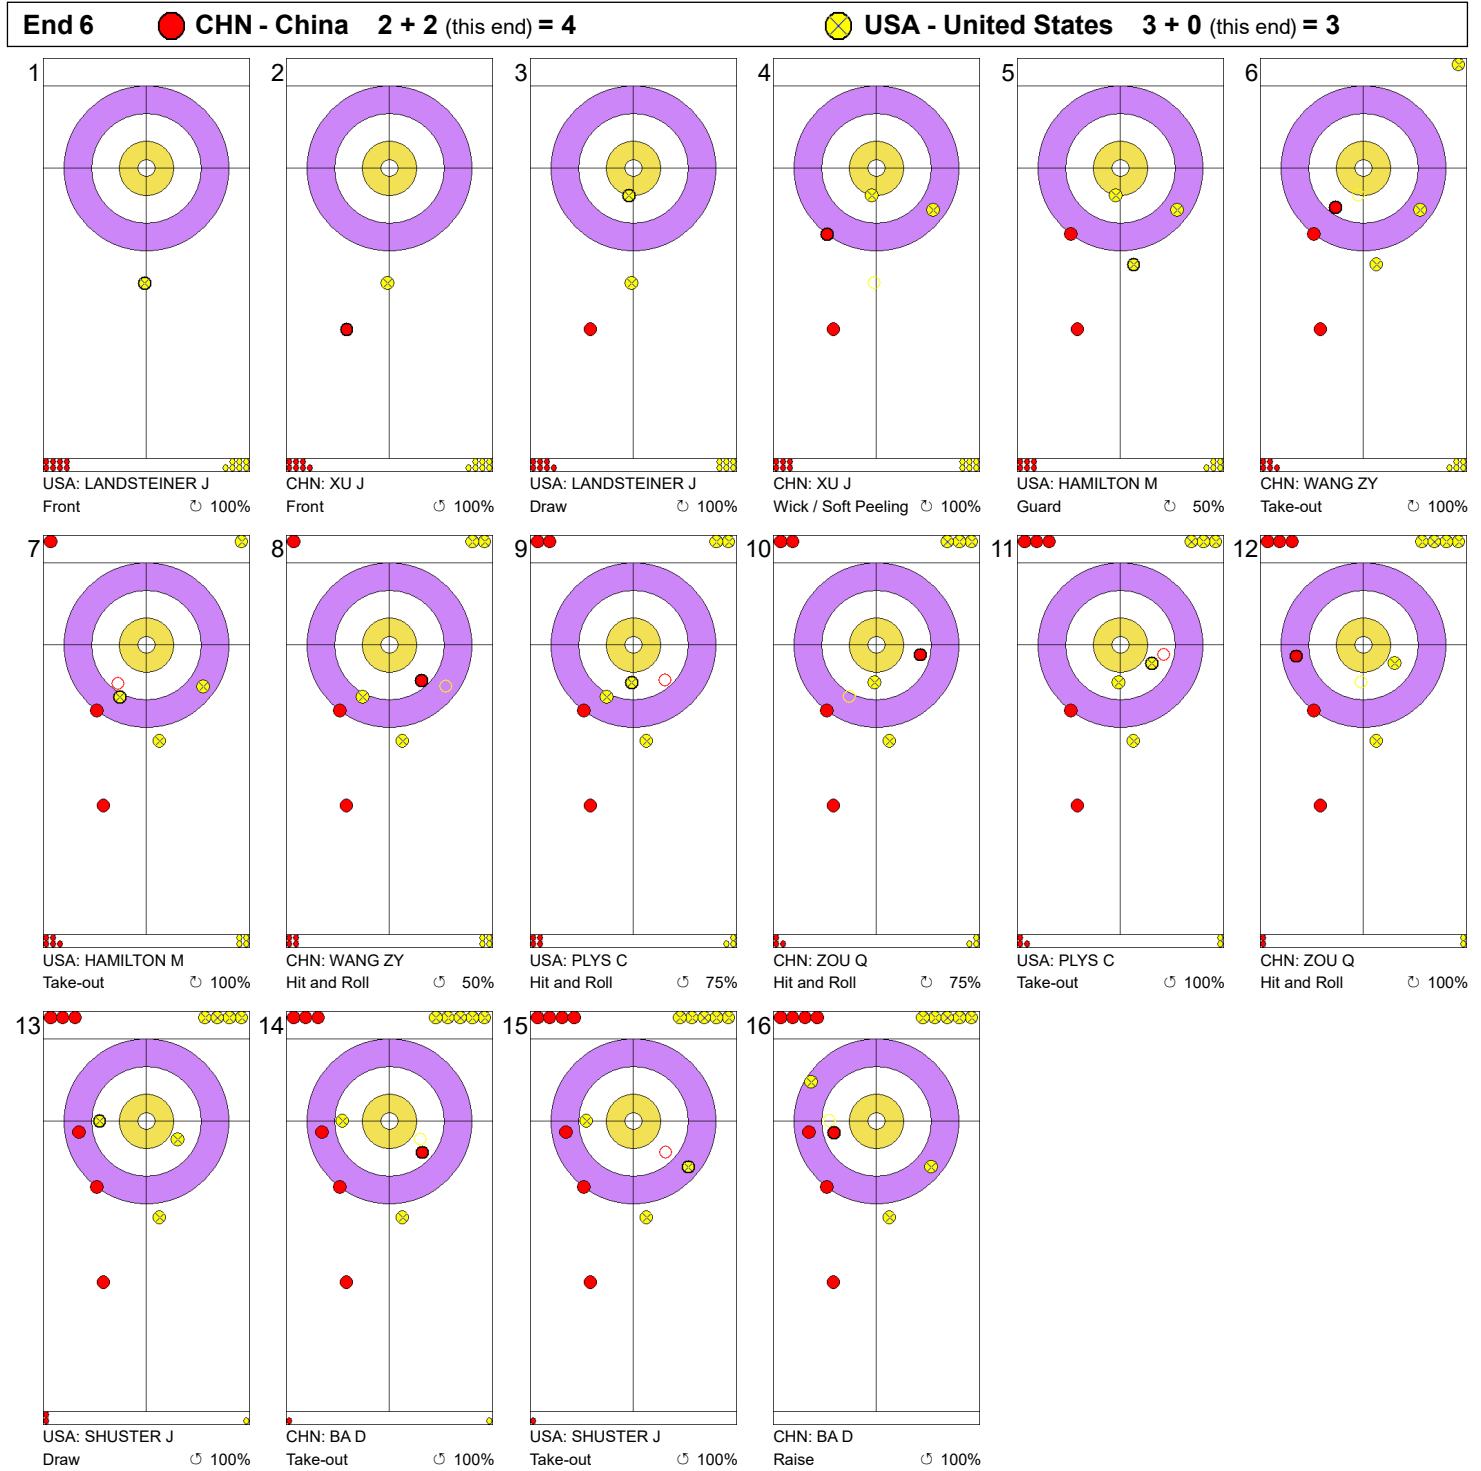 End 6 CHN - China 2 + 2 (this end) = 4 USA - United States 3 + 0 (this end) = 3
1 2 3 4 5 6
USA: LANDSTEINER J CHN: XU J USA: LANDSTEINER J CHN: XU J USA: HAMILTON M CHN: WANG ZY
Front ↻ 100% Front ↺ 100% Draw ↻ 100% Wick / Soft Peeling ↻ 100% Guard ↻ 50% Take-out ↻ 100%
7 8 9 10 11 12
USA: HAMILTON M CHN: WANG ZY USA: PLYS C CHN: ZOU Q USA: PLYS C CHN: ZOU Q
Take-out ↻ 100% Hit and Roll ↺ 50% Hit and Roll ↺ 75% Hit and Roll ↺ 75% Take-out ↺ 100% Hit and Roll ↻ 100%
13 14 15 16
USA: SHUSTER J CHN: BA D USA: SHUSTER J CHN: BA D
Draw ↺ 100% Take-out ↺ 100% Take-out ↺ 100% Raise ↺ 100%